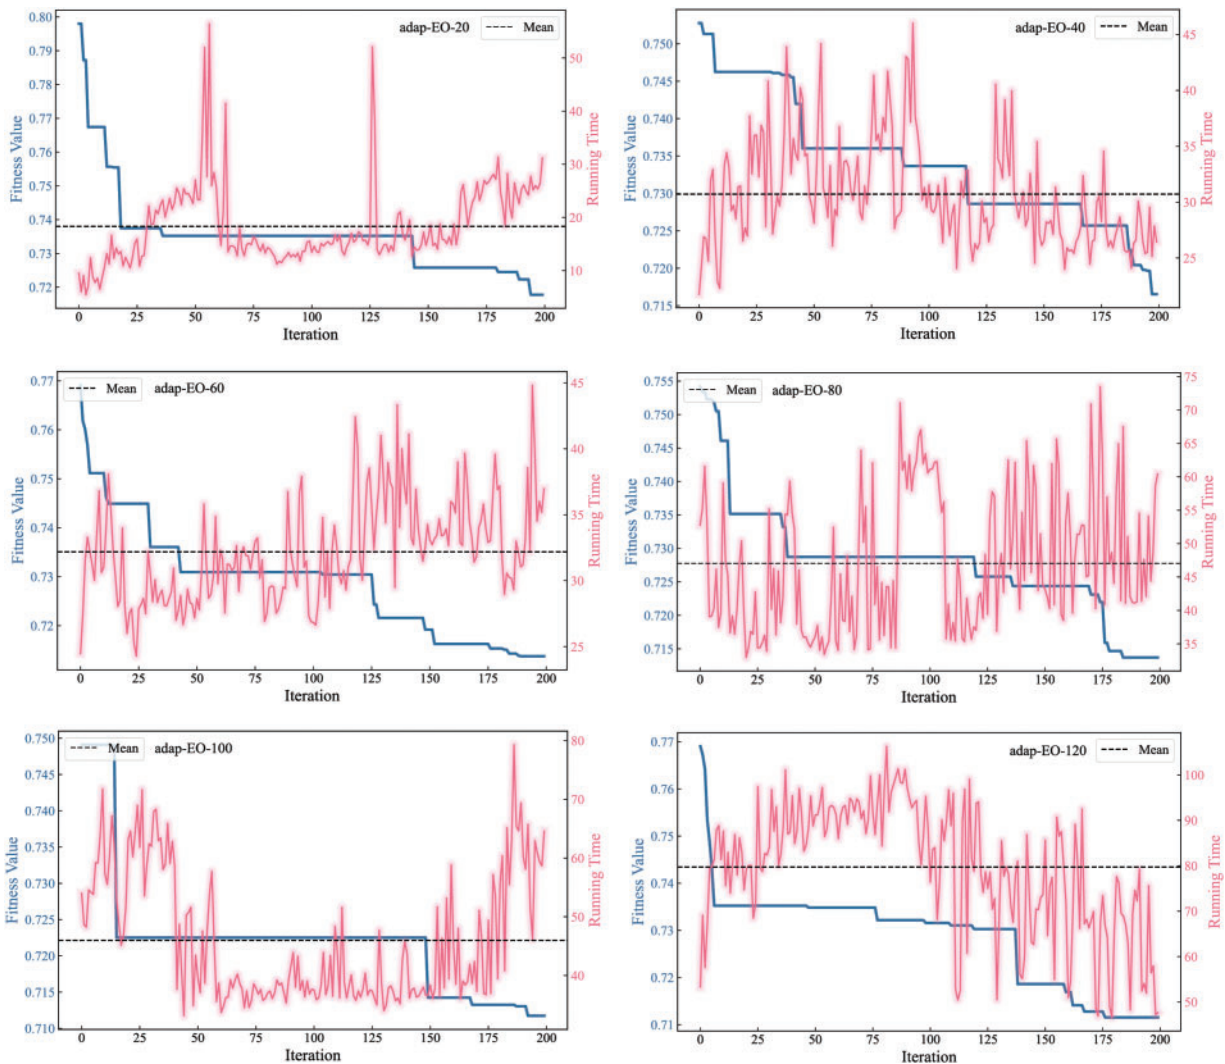 adap-EO-20 Mean
Fitness Value
0.80
0.79
0.78
0.77
0.76
0.75
0.74
0.73
0.72
50
40
30
20
10
Running Time
0 25 50 75 100 125 150 175 200
Iteration
adap-EO-40 Mean
Fitness Value
0.750
0.745
0.740
0.735
0.730
0.725
0.720
0.715
45
40
35
30
25
Running Time
0 25 50 75 100 125 150 175 200
Iteration
Mean adap-EO-60
Fitness Value
0.77
0.76
0.75
0.74
0.73
0.72
45
40
35
30
25
Running Time
0 25 50 75 100 125 150 175 200
Iteration
Mean adap-EO-80
Fitness Value
0.755
0.750
0.745
0.740
0.735
0.730
0.725
0.720
0.715
75
70
65
60
55
50
45
40
35
Running Time
0 25 50 75 100 125 150 175 200
Iteration
Mean adap-EO-100
Fitness Value
0.750
0.745
0.740
0.735
0.730
0.725
0.720
0.715
0.710
80
70
60
50
40
Running Time
0 25 50 75 100 125 150 175 200
Iteration
adap-EO-120 Mean
Fitness Value
0.77
0.76
0.75
0.74
0.73
0.72
0.71
100
90
80
70
60
50
Running Time
0 25 50 75 100 125 150 175 200
Iteration